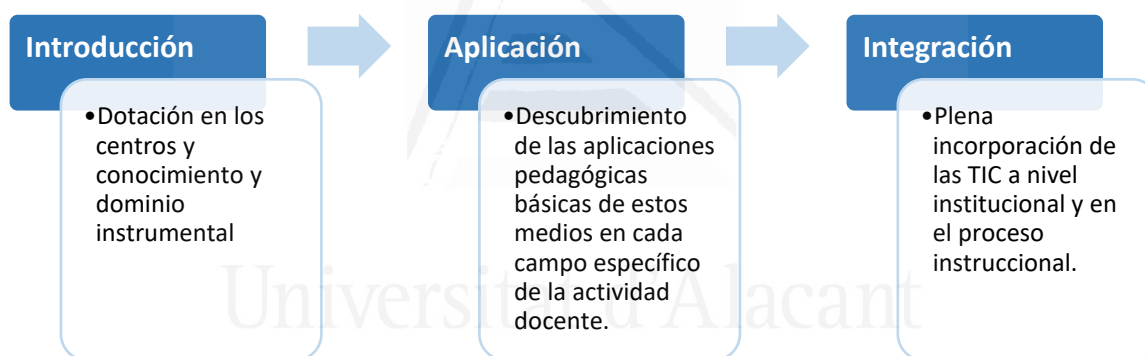 Introducción
•Dotación en los
centros y
conocimiento y
dominio
instrumental
Aplicación
•Descubrimiento
de las aplicaciones
pedagógicas
básicas de estos
medios en cada
campo específico
de la actividad
docente.
Integración
•Plena
incorporación de
las TIC a nivel
institucional y en
el proceso
instruccional.
Universitat d'Alacant